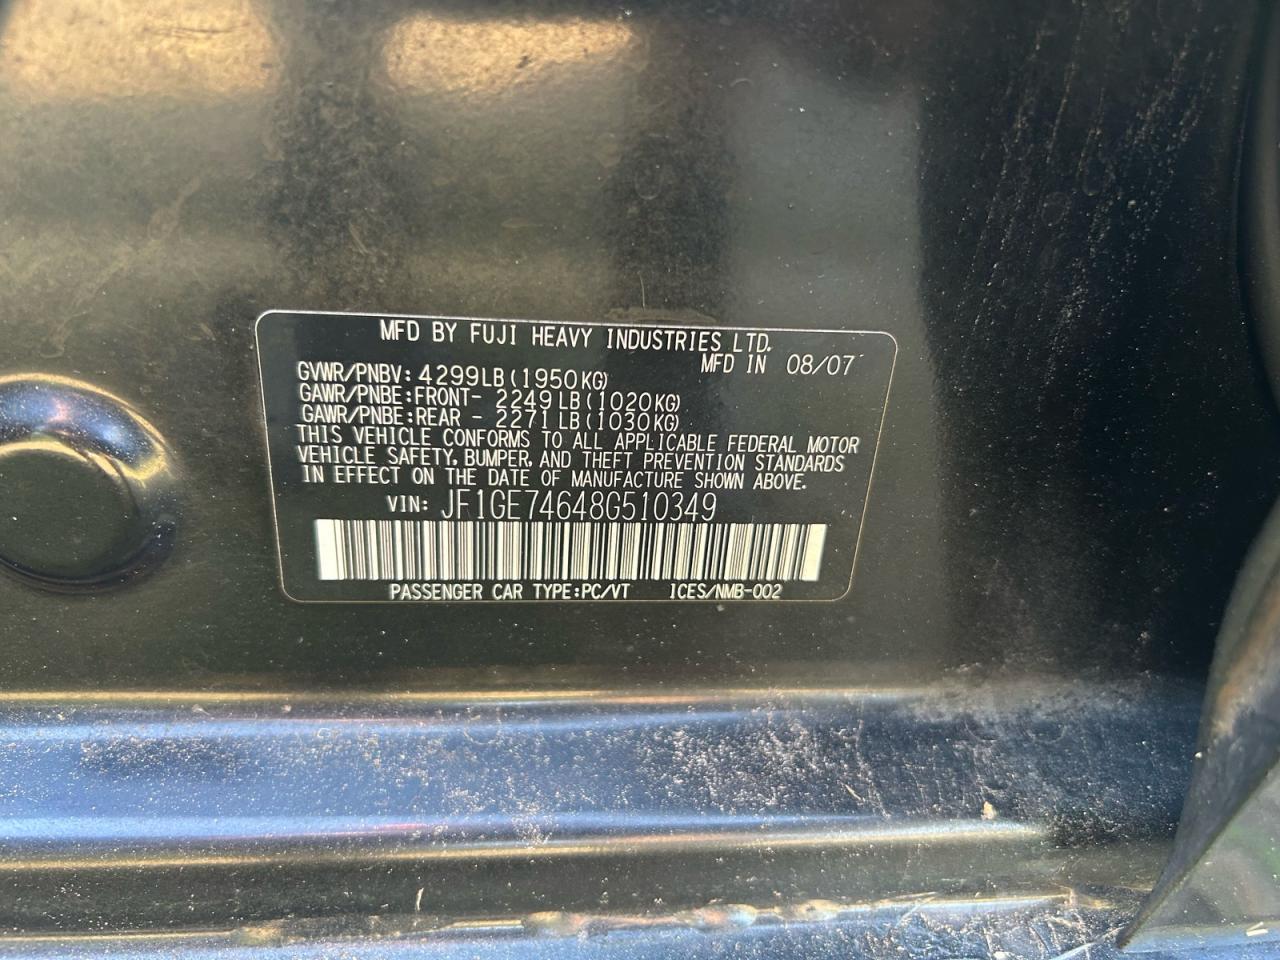 MFD BY FUJI HEAVY INDUSTRIES LTD.
MFD IN 08/07
GVWR/PNBV: 4299LB(1950KG)
GAWR/PNBE:FRONT- 2249LB(1020KG)
GAWR/PNBE:REAR - 2271LB(1030KG)
THIS VEHICLE CONFORMS TO ALL APPLICABLE FEDERAL MOTOR
VEHICLE SAFETY, BUMPER, AND THEFT PREVENTION STANDARDS
IN EFFECT ON THE DATE OF MANUFACTURE SHOWN ABOVE.
VIN: JF1GE74648G510349
PASSENGER CAR TYPE:PC/VT ICES/NMB-002